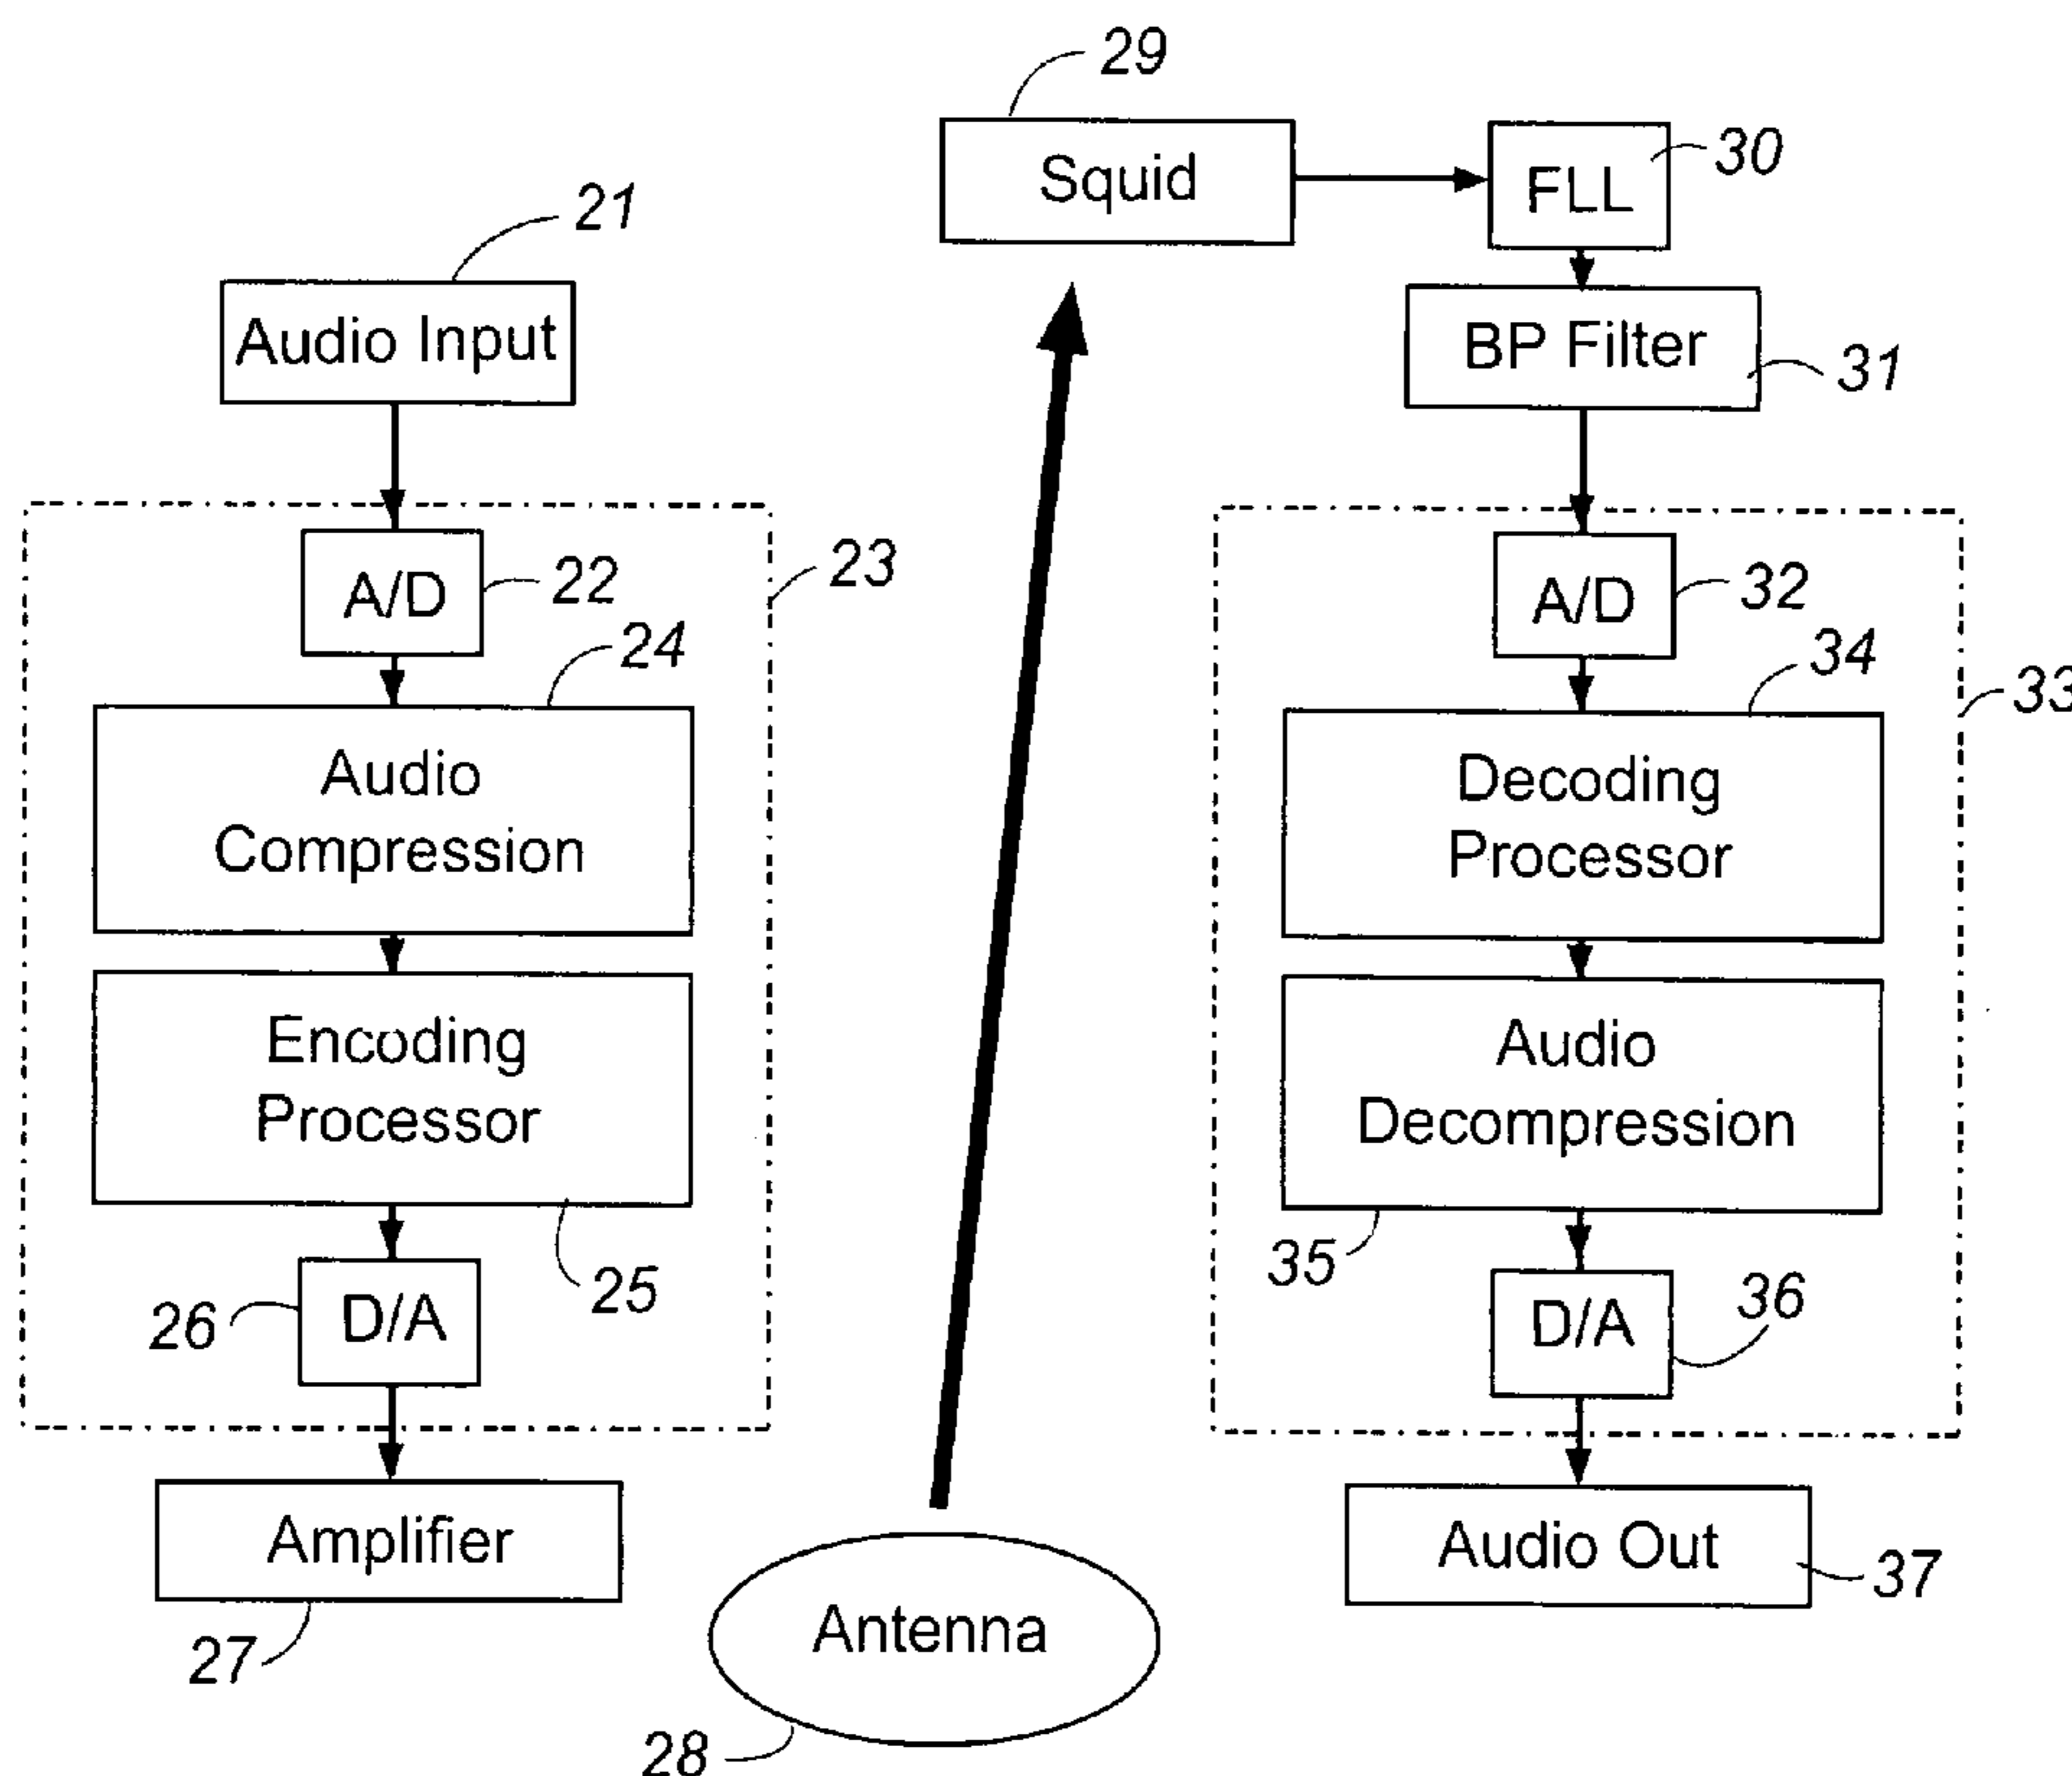 21
Audio Input
A/D
22
23
24
Audio
Compression
Encoding
Processor
25
26
D/A
Amplifier
27
Antenna
28
29
Squid
FLL
30
BP Filter
31
A/D
32
33
34
Decoding
Processor
Audio
Decompression
35
D/A
36
Audio Out
37